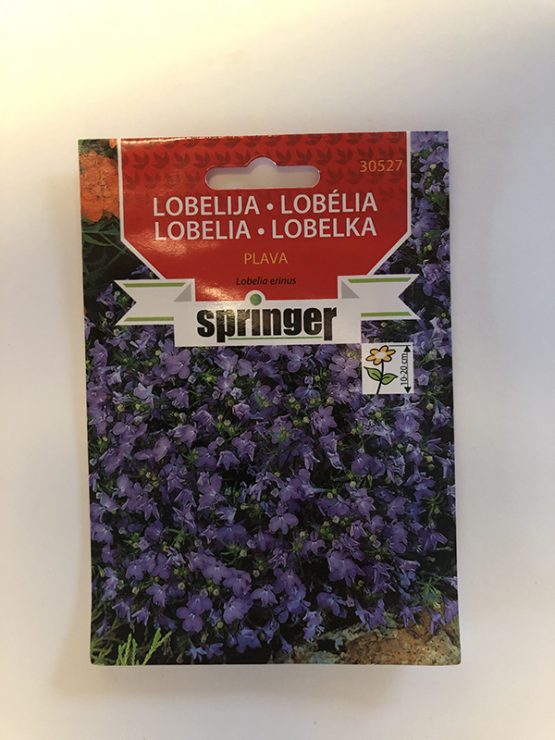 30527
LOBELIJA • LOBÉLIA
LOBELIA • LOBELKA
PLAVA
Lobelia erinus
springer
10-20 cm